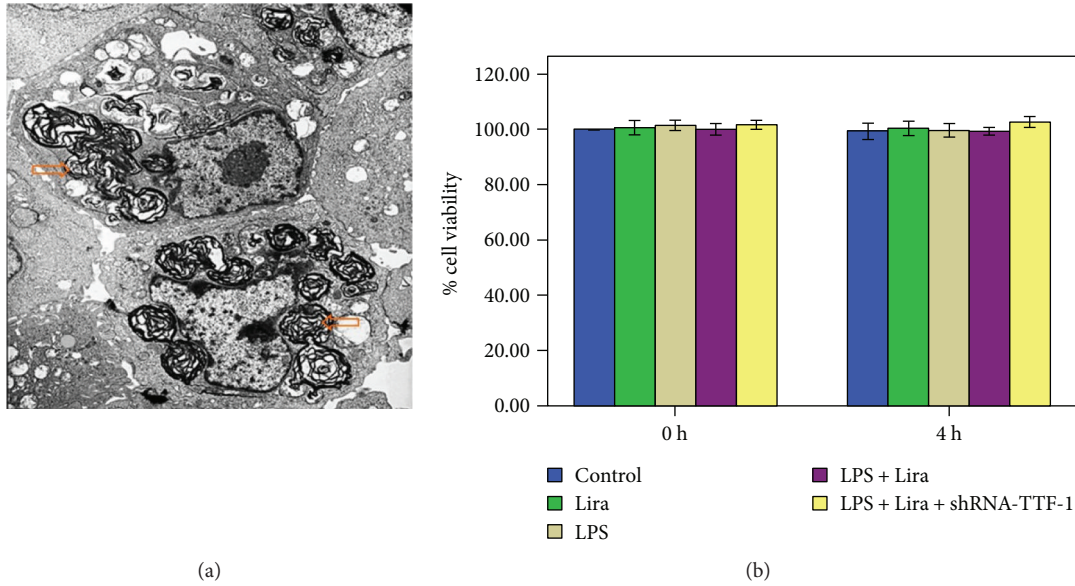 120.00
100.00
80.00
60.00
40.00
20.00
0.00
% cell viability
0 h
4 h
Control
Lira
LPS
LPS + Lira
LPS + Lira + shRNA-TTF-1
(a)
(b)